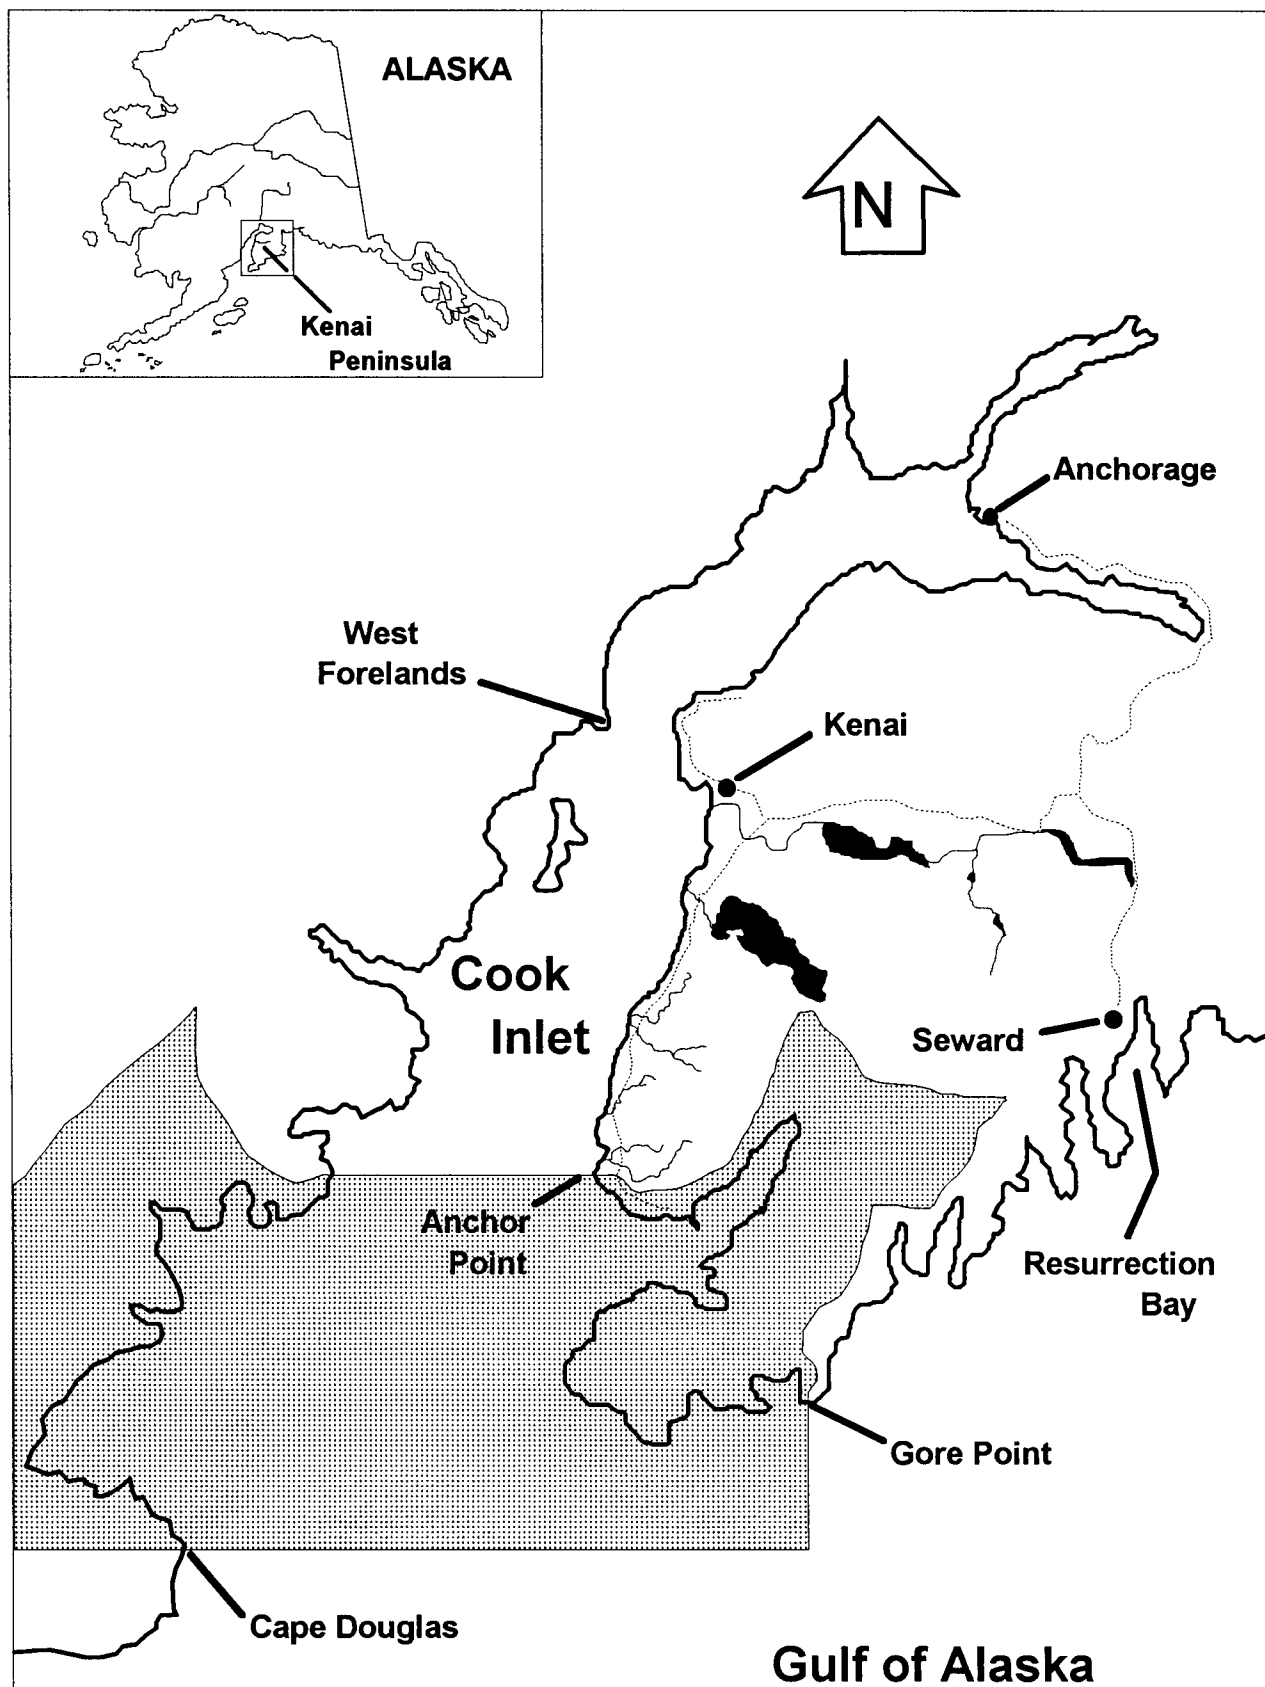 ALASKA
Kenai
Peninsula
N
Anchorage
West
Forelands
Kenai
Cook
Inlet
Seward
Anchor
Point
Resurrection
Bay
Gore Point
Cape Douglas
Gulf of Alaska